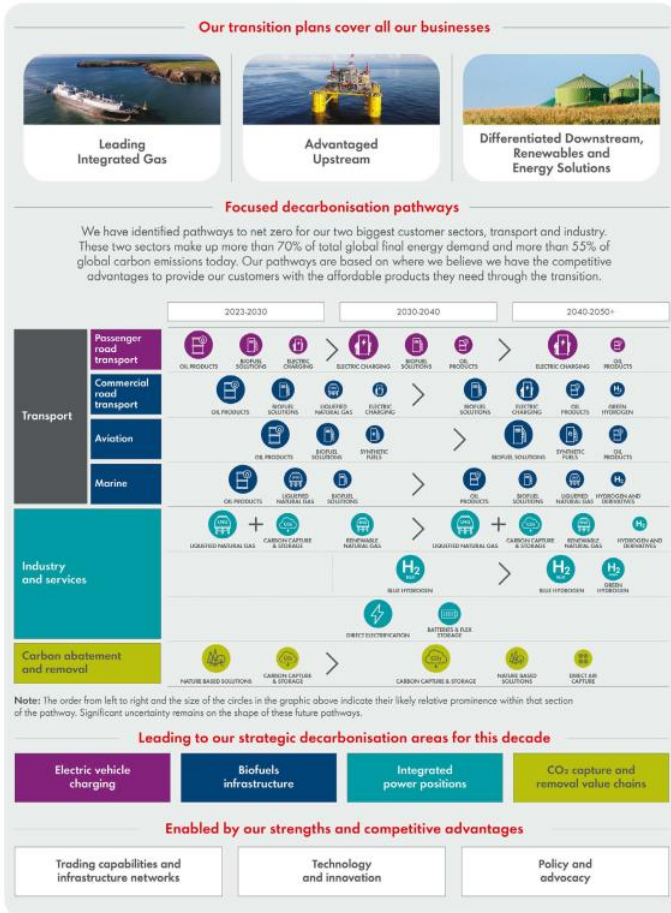 Our transition plans cover all our businesses
Leading
Integrated Gas
Advantaged
Upstream
Differentiated Downstream,
Renewables and
Energy Solutions
Focused decarbonisation pathways
We have identified pathways to net zero for our two biggest customer sectors, transport and industry.
These two sectors make up more than 70% of total global final energy demand and more than 55% of
global carbon emissions today. Our pathways are based on where we believe we have the competitive
advantages to provide our customers with the affordable products they need through the transition.
2023-2030
2030-2040
2040-2050+
Transport
Passenger
road
transport
OIL PRODUCTS
BIOFUEL
SOLUTIONS
ELECTRIC
CHARGING
ELECTRIC CHARGING
BIOFUEL
SOLUTIONS
OIL
PRODUCTS
ELECTRIC CHARGING
OIL
PRODUCTS
Commercial
road
transport
OIL PRODUCTS
BIOFUEL
SOLUTIONS
LIQUEFIED
NATURAL GAS
ELECTRIC
CHARGING
BIOFUEL
SOLUTIONS
ELECTRIC
CHARGING
OIL
PRODUCTS
H2
GREEN
HYDROGEN
Aviation
OIL PRODUCTS
BIOFUEL
SOLUTIONS
SYNTHETIC
FUELS
BIOFUEL SOLUTIONS
SYNTHETIC
FUELS
OIL
PRODUCTS
Marine
OIL PRODUCTS
LIQUEFIED
NATURAL GAS
BIOFUEL
SOLUTIONS
OIL
PRODUCTS
BIOFUEL
SOLUTIONS
LIQUEFIED
NATURAL GAS
H2
HYDROGEN AND
DERIVATIVES
Industry
and services
LNG
LIQUEFIED NATURAL GAS
+
CARBON CAPTURE
& STORAGE
RENEWABLE
NATURAL GAS
LNG
LIQUEFIED NATURAL GAS
+
CARBON CAPTURE
& STORAGE
RENEWABLE
NATURAL GAS
H2
HYDROGEN AND
DERIVATIVES
H2
BLUE
BLUE HYDROGEN
H2
BLUE
BLUE HYDROGEN
H2
GREEN
HYDROGEN
DIRECT ELECTRIFICATION
BATTERIES & FLEX
STORAGE
Carbon abatement
and removal
NATURE BASED SOLUTIONS
CARBON CAPTURE
& STORAGE
CARBON CAPTURE & STORAGE
NATURE BASED
SOLUTIONS
DIRECT AIR
CAPTURE
Note: The order from left to right and the size of the circles in the graphic above indicate their likely relative prominence within that section
of the pathway. Significant uncertainty remains on the shape of these future pathways.
Leading to our strategic decarbonisation areas for this decade
Electric vehicle
charging
Biofuels
infrastructure
Integrated
power positions
CO₂ capture and
removal value chains
Enabled by our strengths and competitive advantages
Trading capabilities and
infrastructure networks
Technology
and innovation
Policy and
advocacy